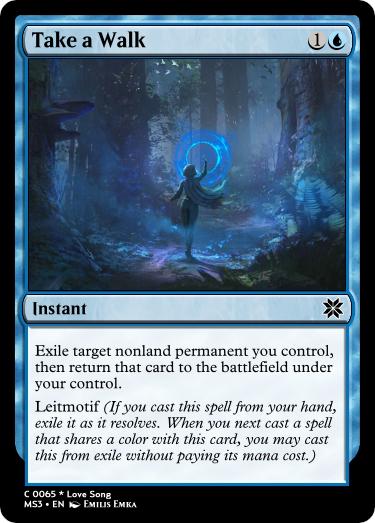 Take a Walk
1
Instant
Exile target nonland permanent you control,
then return that card to the battlefield under
your control.
Leitmotif (If you cast this spell from your hand,
exile it as it resolves. When you next cast a spell
that shares a color with this card, you may cast
this from exile without paying its mana cost.)
C 0065 * Love Song
MS3 • EN Emilis Emka